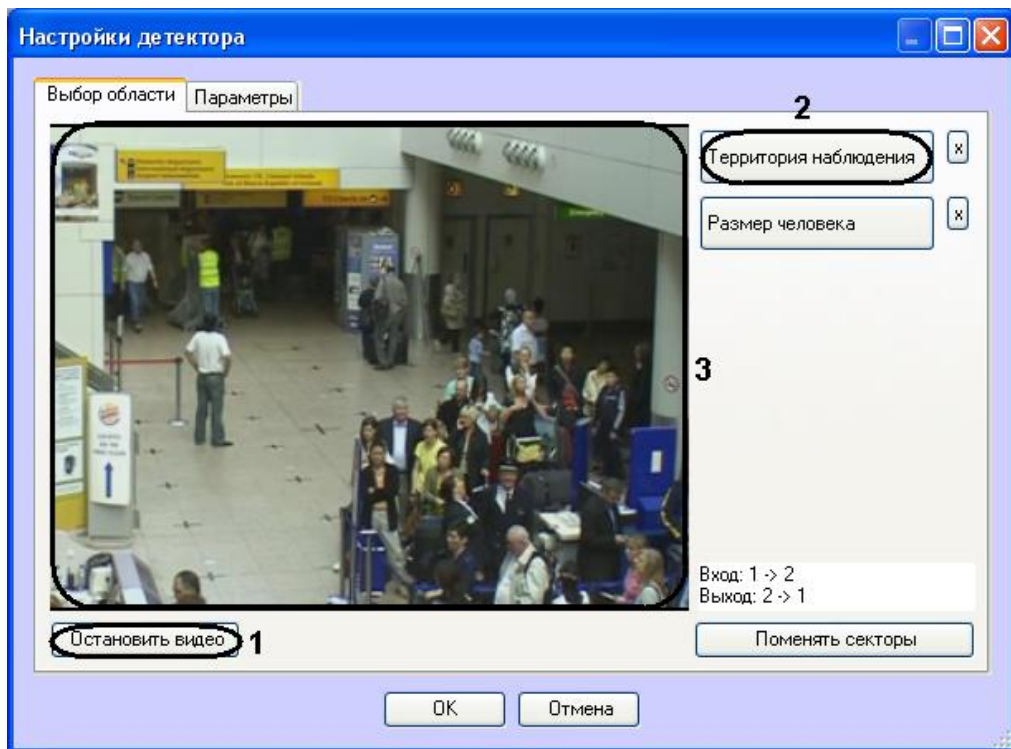 Настройки детектора
Выбор области
Параметры
2
Территория наблюдения
x
Размер человека
x
3
Вход: 1 -> 2
Выход: 2 -> 1
Остановить видео
1
Поменять секторы
OK
Отмена